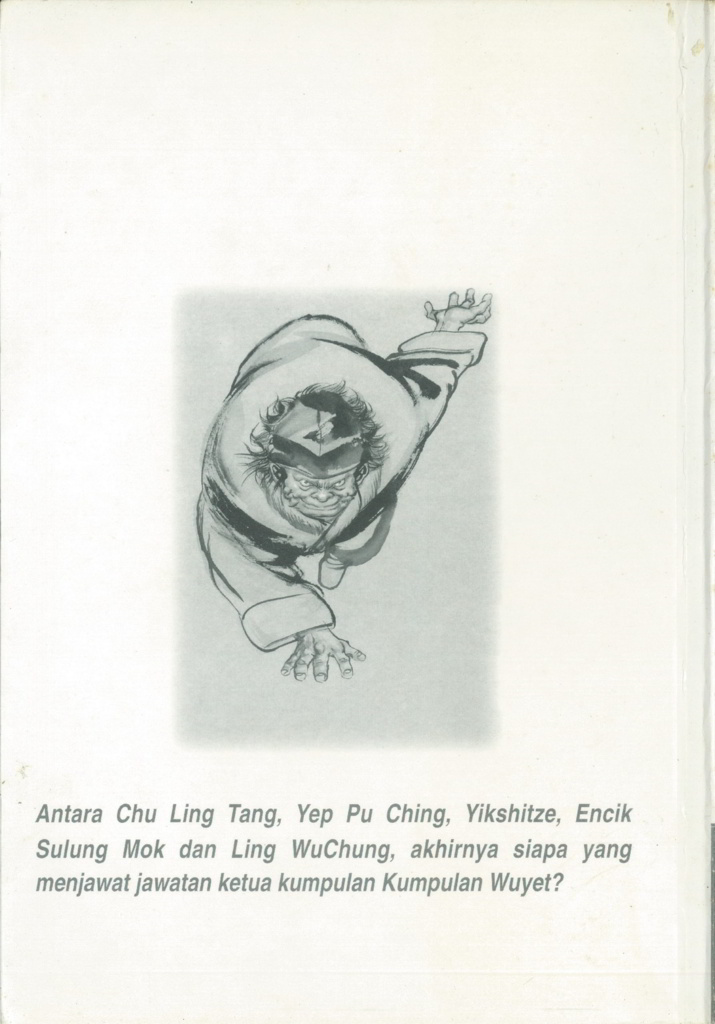 Antara Chu Ling Tang, Yep Pu Ching, Yikshitze, Encik
Sulung Mok dan Ling WuChung, akhirnya siapa yang
menjawat jawatan ketua kumpulan Kumpulan Wuyet?